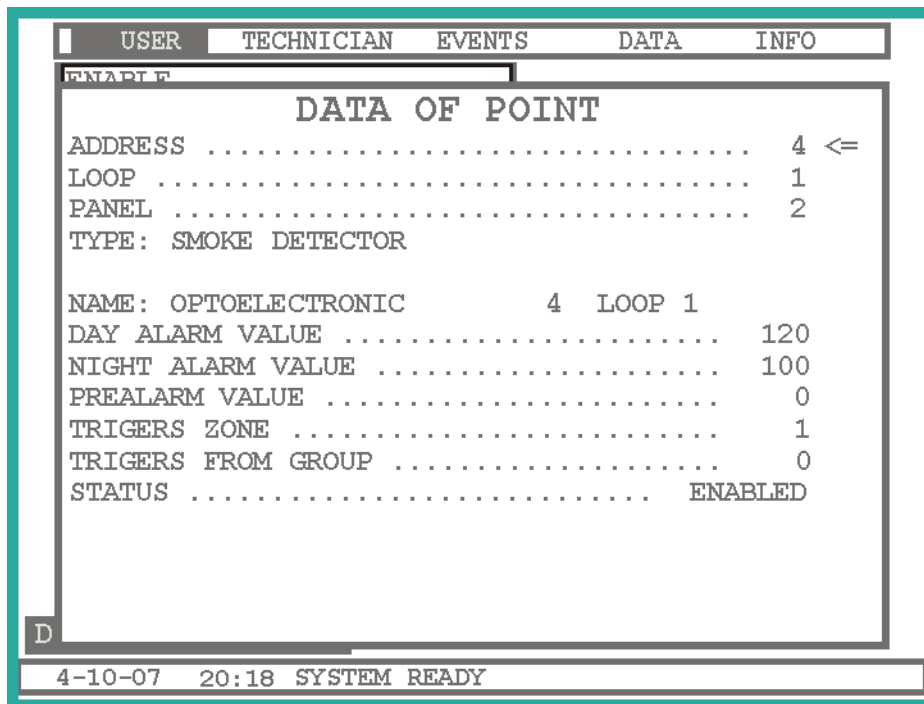 USER TECHNICIAN EVENTS DATA INFO
ENABLE
DATA OF POINT
ADDRESS ................................. 4 <=
LOOP .................................... 1
PANEL ................................... 2
TYPE: SMOKE DETECTOR
NAME: OPTOELECTRONIC 4 LOOP 1
DAY ALARM VALUE ....................... 120
NIGHT ALARM VALUE ..................... 100
PREALARM VALUE ........................ 0
TRIGERS ZONE .......................... 1
TRIGERS FROM GROUP .................... 0
STATUS ............................ ENABLED
D
4-10-07 20:18 SYSTEM READY